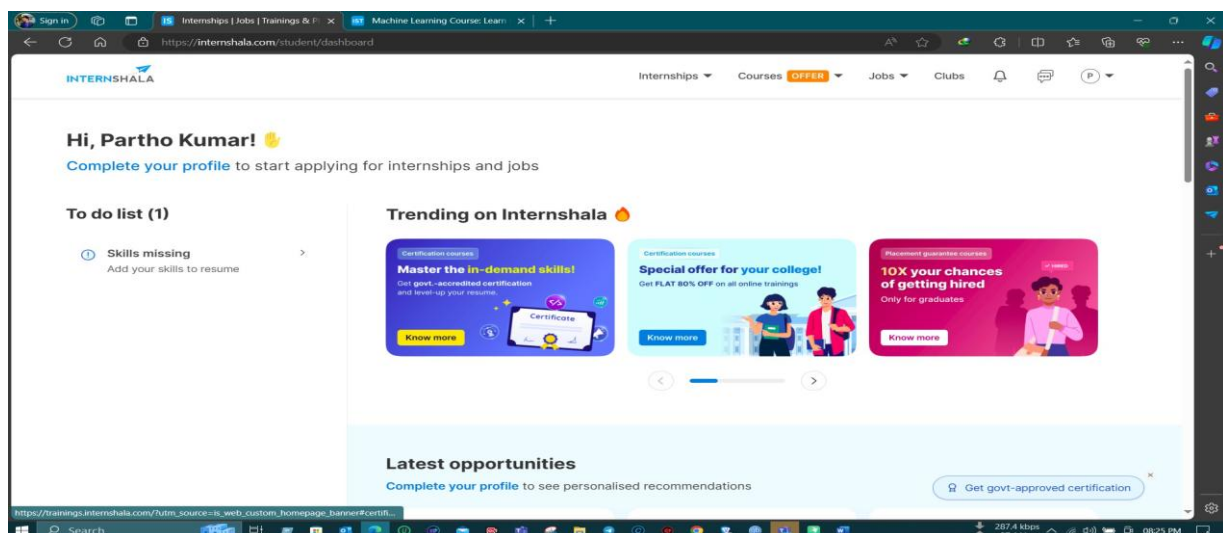 Sign in
Internships | Jobs | Trainings & P
Machine Learning Course: Learn
https://internshala.com/student/dashboard
INTERNSHALA
Internships
Courses OFFER
Jobs
Clubs
P
Hi, Partho Kumar!
Complete your profile to start applying for internships and jobs
To do list (1)
Skills missing
Add your skills to resume
Trending on Internshala
Certification courses
Master the in-demand skills!
Get govt.-accredited certification
and level-up your resume.
Certificate
Know more
Certification courses
Special offer for your college!
Get FLAT 80% OFF on all online trainings
Know more
Placement guarantee courses
10X your chances
of getting hired
Only for graduates
Know more
Latest opportunities
Complete your profile to see personalised recommendations
Get govt-approved certification
https://trainings.internshala.com/?utm_source=is_web_custom_homepage_banner#certifi...
Search
287.4 kbps
08:25 PM